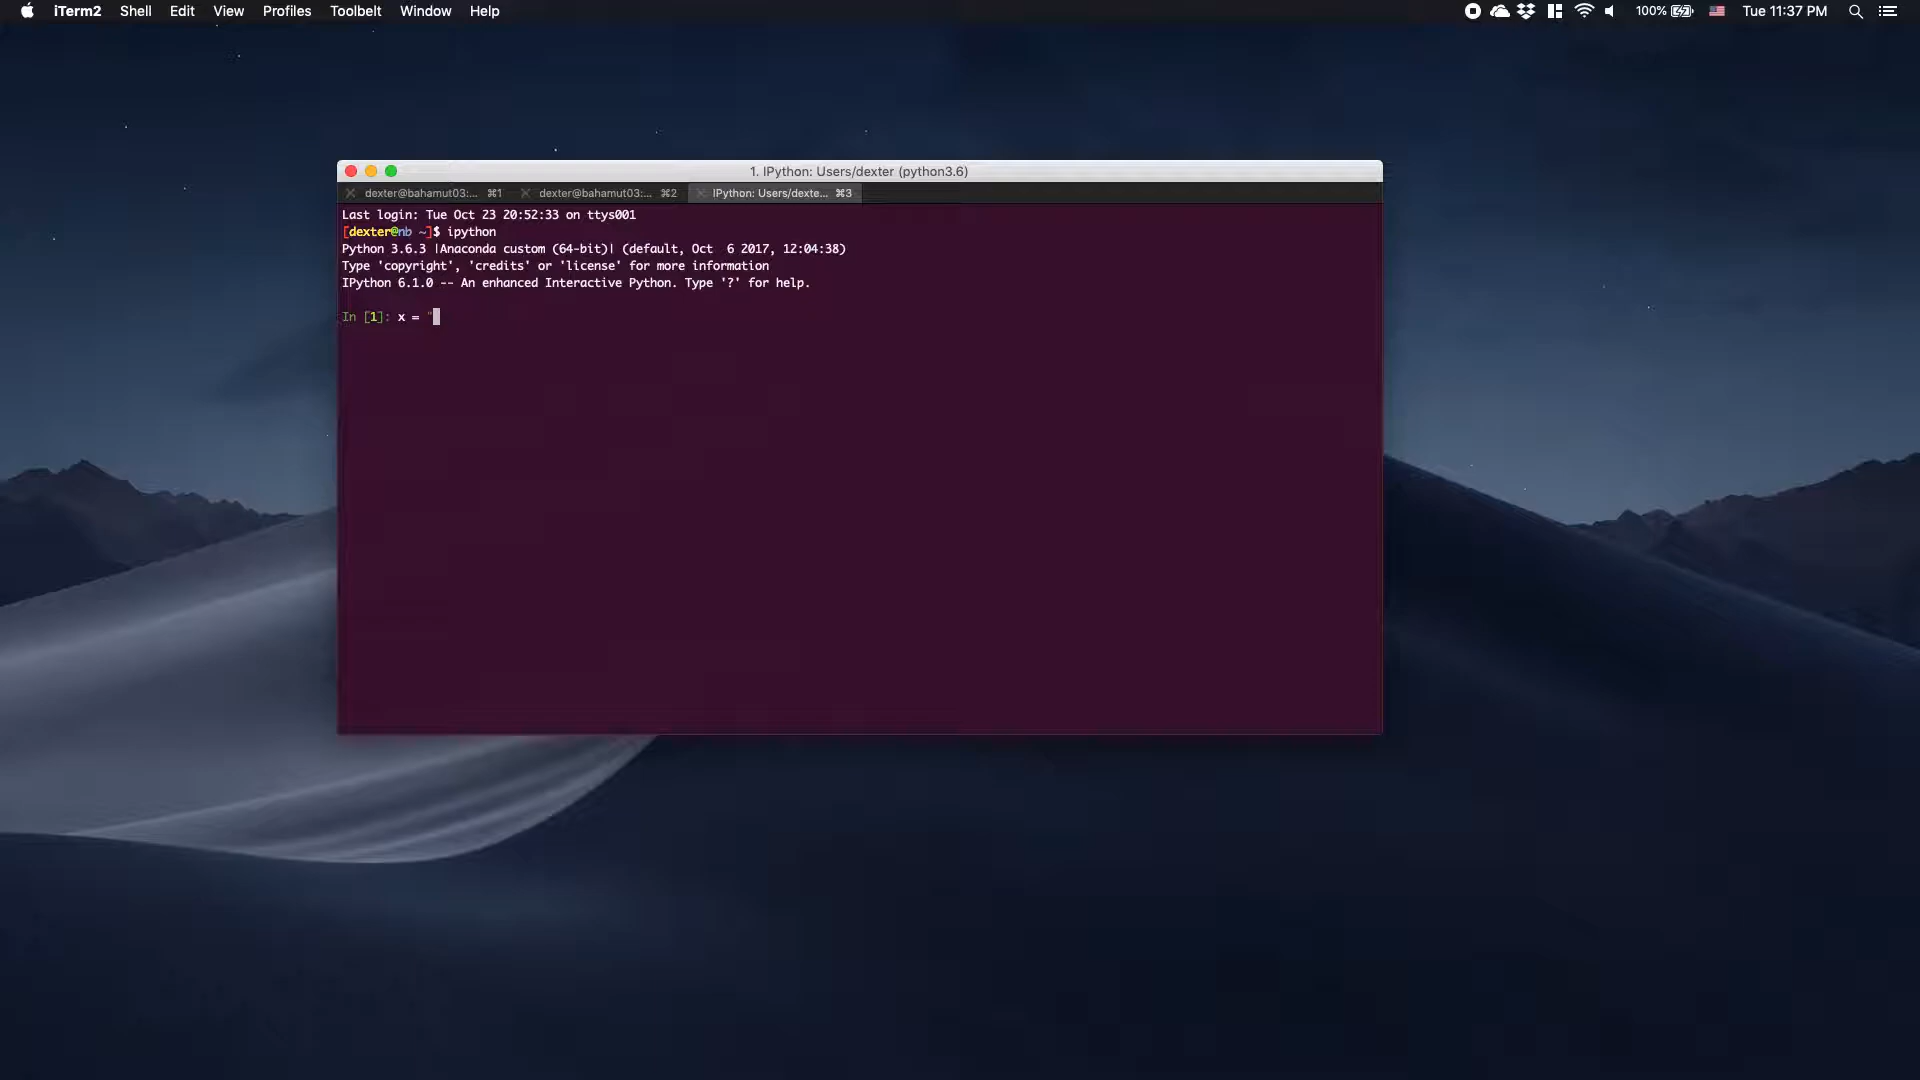 iTerm2 Shell Edit View Profiles Toolbelt Window Help 100% Tue 11:37 PM
1. IPython: Users/dexter (python3.6)
dexter@bahamut03:... ⌘1 dexter@bahamut03:... ⌘2 IPython: Users/dexte... ⌘3
Last login: Tue Oct 23 20:52:33 on ttys001
[dexter@nb ~]$ ipython
Python 3.6.3 |Anaconda custom (64-bit)| (default, Oct  6 2017, 12:04:38)
Type 'copyright', 'credits' or 'license' for more information
IPython 6.1.0 -- An enhanced Interactive Python. Type '?' for help.
In [1]: x = "